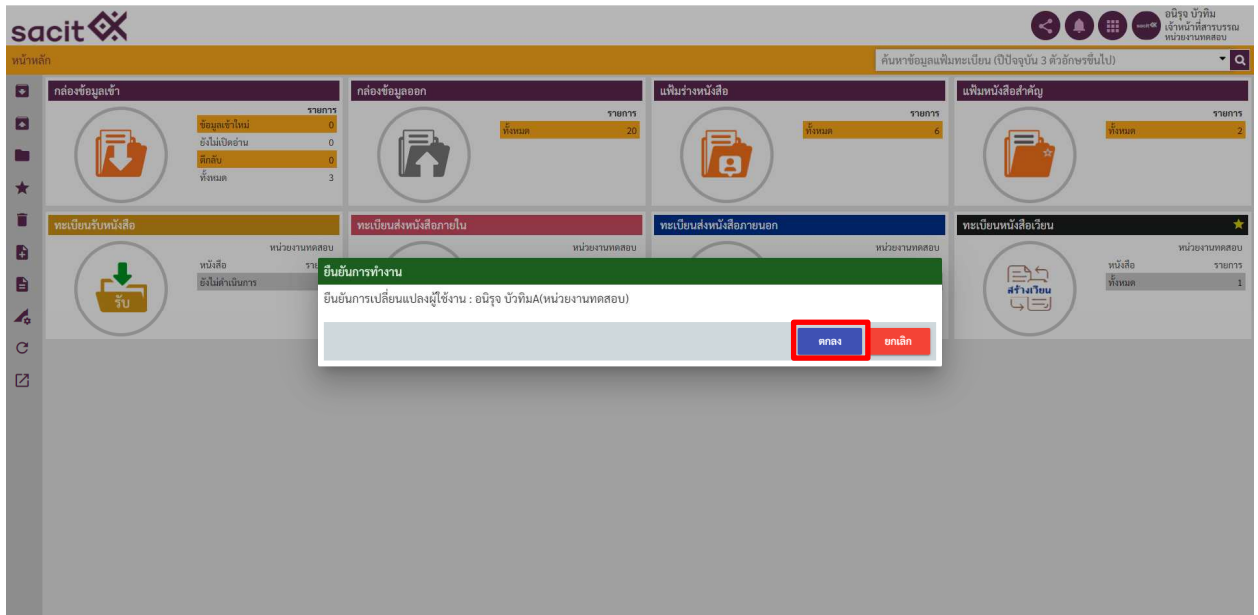 sacit
อนิรุจ บัวทิม
เจ้าหน้าที่สารบรรณ
หน่วยงานทดสอบ
หน้าหลัก
ค้นหาข้อมูลแฟ้มทะเบียน (ปีปัจจุบัน 3 ตัวอักษรขึ้นไป)
กล่องข้อมูลเข้า
รายการ
ข้อมูลเข้าใหม่ 0
ยังไม่เปิดอ่าน 0
ตีกลับ 0
ทั้งหมด 3
กล่องข้อมูลออก
รายการ
ทั้งหมด 20
แฟ้มร่างหนังสือ
รายการ
ทั้งหมด 6
แฟ้มหนังสือสำคัญ
รายการ
ทั้งหมด 2
ทะเบียนรับหนังสือ
หน่วยงานทดสอบ
หนังสือ
ยังไม่ดำเนินการ
รับ
ทะเบียนส่งหนังสือภายใน
หน่วยงานทดสอบ
ทะเบียนส่งหนังสือภายนอก
หน่วยงานทดสอบ
ทะเบียนหนังสือเวียน
หน่วยงานทดสอบ
หนังสือ รายการ
ทั้งหมด 1
สร้างเวียน
ยืนยันการทำงาน
ยืนยันการเปลี่ยนแปลงผู้ใช้งาน : อนิรุจ บัวทิมA(หน่วยงานทดสอบ)
ตกลง ยกเลิก